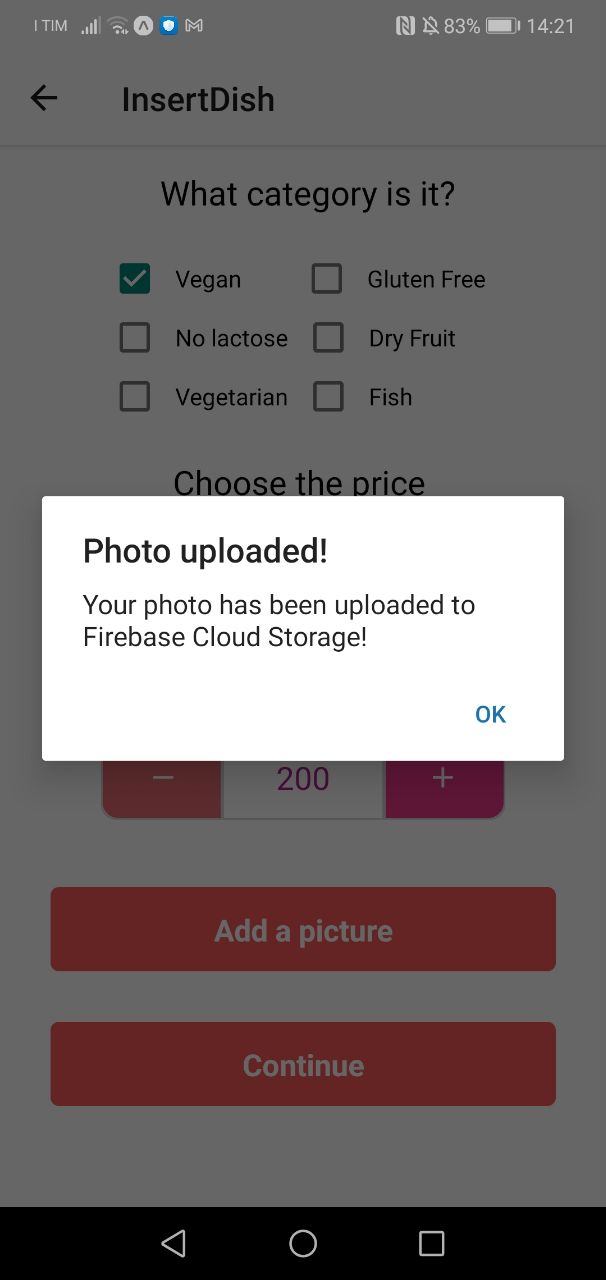 I TIM 83% 14:21
InsertDish
What category is it?
Vegan Gluten Free
No lactose Dry Fruit
Vegetarian Fish
Choose the price
Photo uploaded!
Your photo has been uploaded to
Firebase Cloud Storage!
OK
− 200 +
Add a picture
Continue